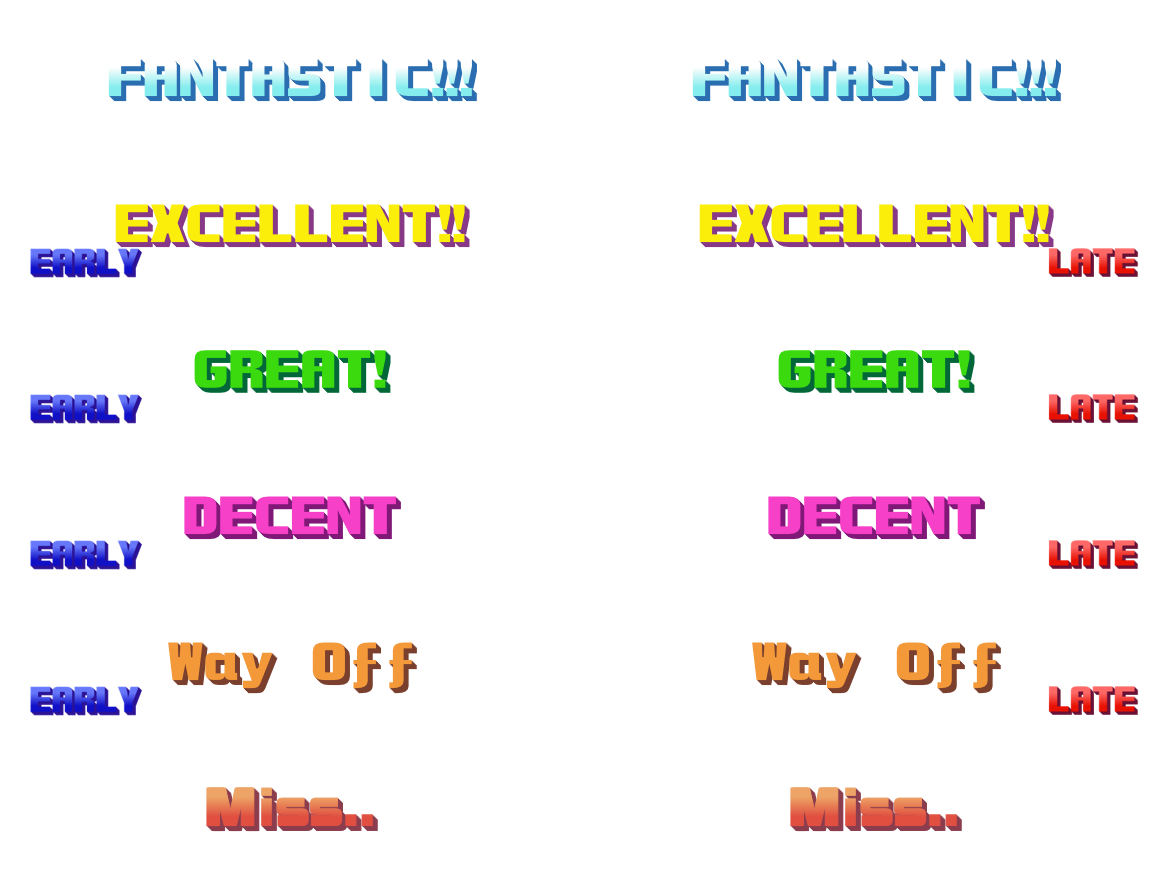 FANTASTIC!!! FANTASTIC!!!
EXCELLENT!! EXCELLENT!!
EARLY LATE
GREAT! GREAT!
EARLY LATE
DECENT DECENT
EARLY LATE
Way Off Way Off
EARLY LATE
Miss.. Miss..